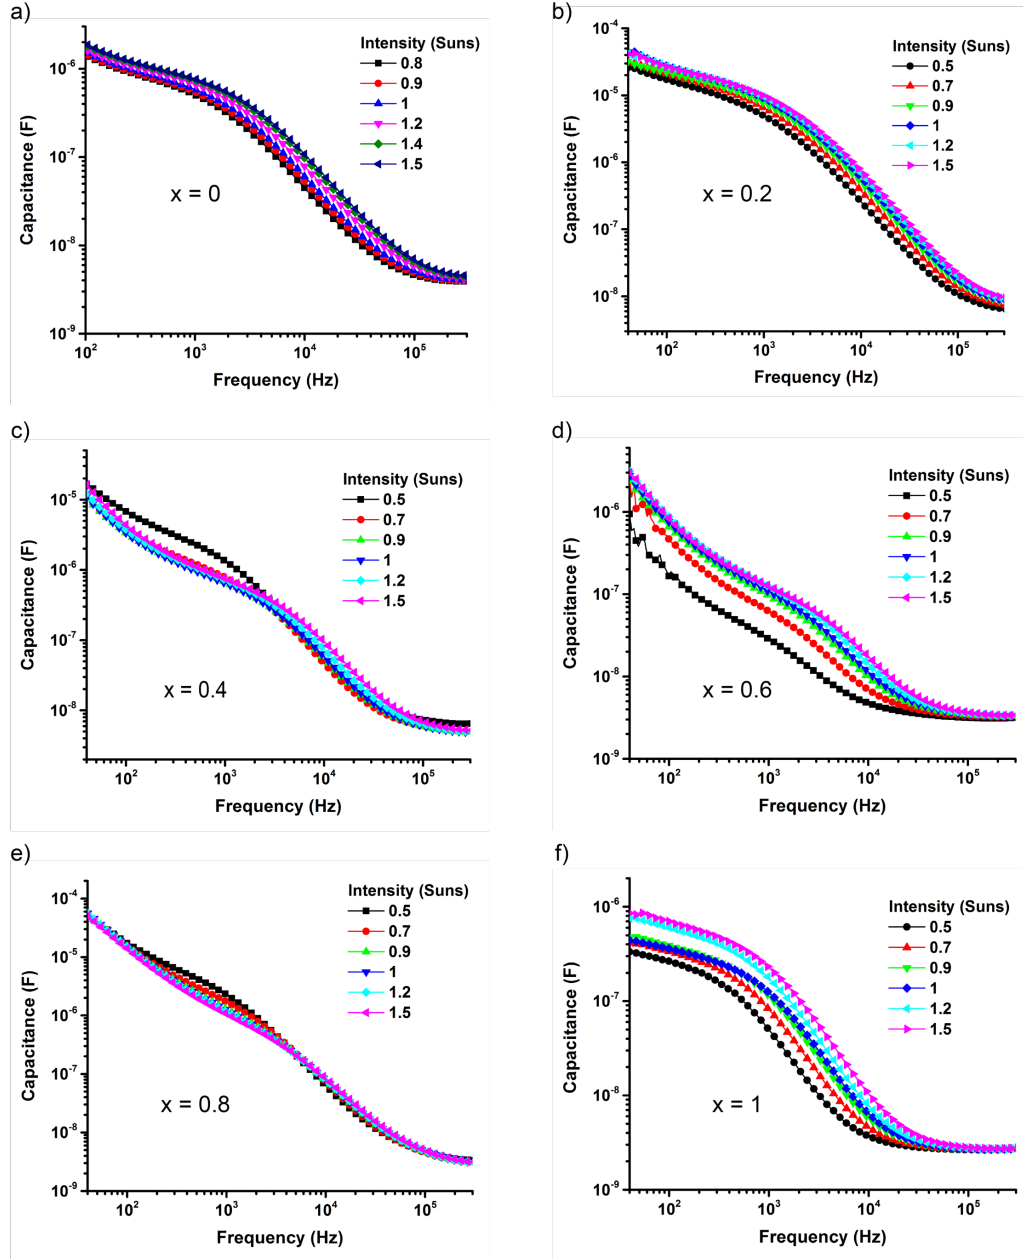 a)
Intensity (Suns)
0.8
0.9
1
1.2
1.4
1.5
x = 0
10⁻⁶
10⁻⁷
10⁻⁸
10⁻⁹
10² 10³ 10⁴ 10⁵
Capacitance (F)
Frequency (Hz)
b)
Intensity (Suns)
0.5
0.7
0.9
1
1.2
1.5
x = 0.2
10⁻⁴
10⁻⁵
10⁻⁶
10⁻⁷
10⁻⁸
10² 10³ 10⁴ 10⁵
Capacitance (F)
Frequency (Hz)
c)
Intensity (Suns)
0.5
0.7
0.9
1
1.2
1.5
x = 0.4
10⁻⁵
10⁻⁶
10⁻⁷
10⁻⁸
10² 10³ 10⁴ 10⁵
Capacitance (F)
Frequency (Hz)
d)
Intensity (Suns)
0.5
0.7
0.9
1
1.2
1.5
x = 0.6
10⁻⁶
10⁻⁷
10⁻⁸
10⁻⁹
10² 10³ 10⁴ 10⁵
Capacitance (F)
Frequency (Hz)
e)
Intensity (Suns)
0.5
0.7
0.9
1
1.2
1.5
x = 0.8
10⁻⁴
10⁻⁵
10⁻⁶
10⁻⁷
10⁻⁸
10⁻⁹
10² 10³ 10⁴ 10⁵
Capacitance (F)
Frequency (Hz)
f)
Intensity (Suns)
0.5
0.7
0.9
1
1.2
1.5
x = 1
10⁻⁶
10⁻⁷
10⁻⁸
10⁻⁹
10² 10³ 10⁴ 10⁵
Capacitance (F)
Frequency (Hz)